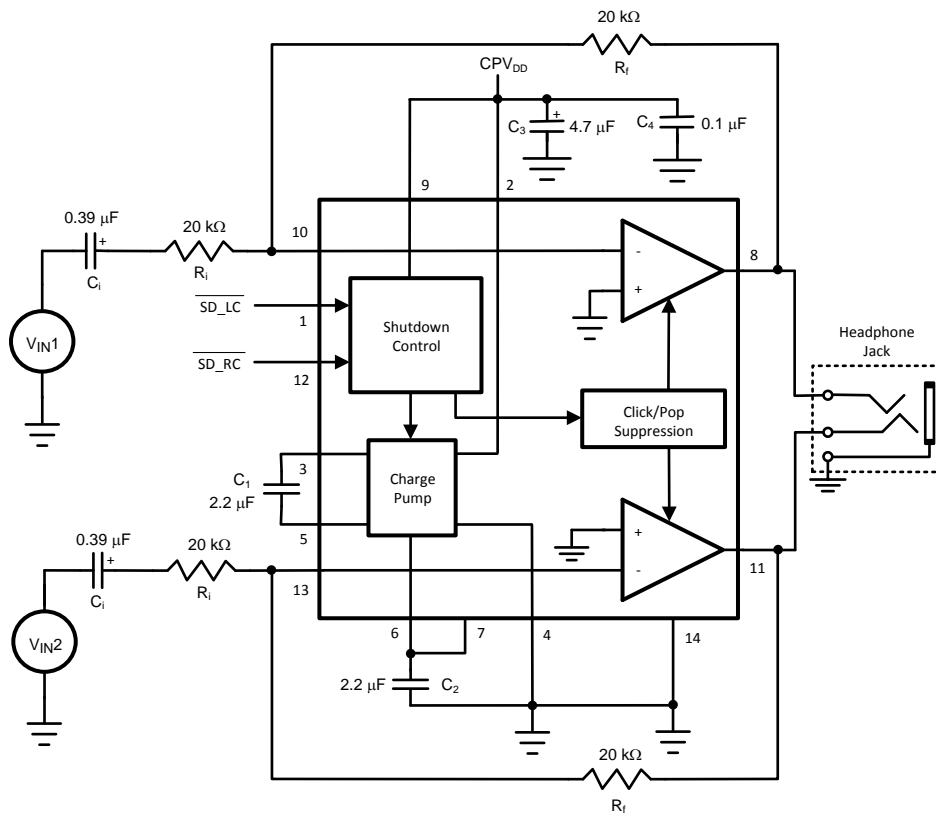 20 kΩ
Rf
CPVDD
C3
+
4.7 μF
C4
0.1 μF
9
2
0.39 μF
+
Ci
20 kΩ
Ri
10
-
+
8
SD_LC
1
Shutdown
Control
VIN1
SD_RC
12
Headphone
Jack
Click/Pop
Suppression
C1
2.2 μF
3
5
Charge
Pump
0.39 μF
+
Ci
20 kΩ
Ri
13
+
-
11
VIN2
6
7
4
14
2.2 μF
C2
20 kΩ
Rf